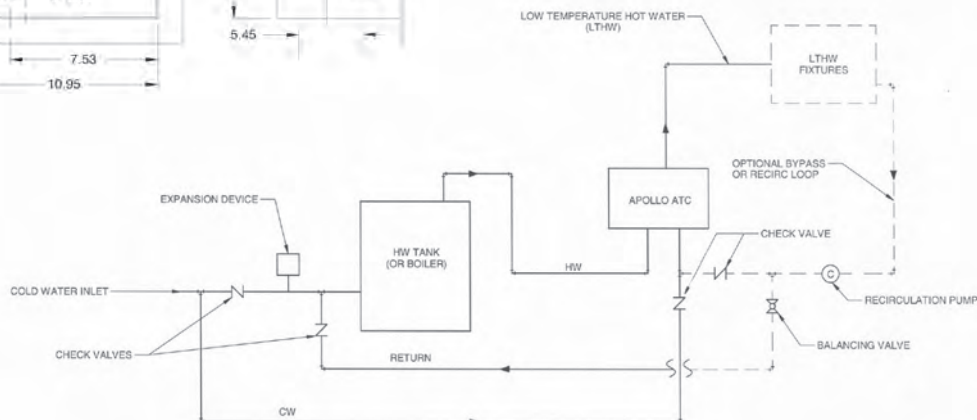 5.45
7.53
10.95
LOW TEMPERATURE HOT WATER
(LTHW)
LTHW
FIXTURES
OPTIONAL BYPASS
OR RECIRC LOOP
EXPANSION DEVICE
APOLLO ATC
HW TANK
(OR BOILER)
CHECK VALVE
HW
COLD WATER INLET
C
RECIRCULATION PUMP
BALANCING VALVE
CHECK VALVES
RETURN
CW